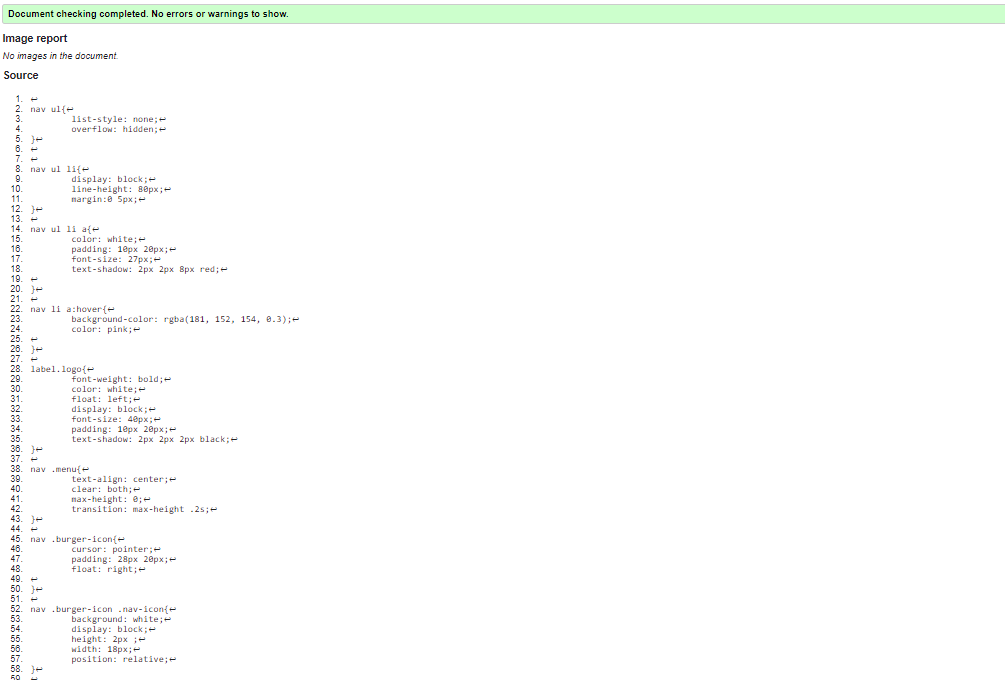 Document checking completed. No errors or warnings to show.
Image report
No images in the document.
Source
1. ↩
2. nav ul{↩
3. list-style: none;↩
4. overflow: hidden;↩
5. }↩
6. ↩
7. ↩
8. nav ul li{↩
9. display: block;↩
10. line-height: 80px;↩
11. margin:0 5px;↩
12. }↩
13. ↩
14. nav ul li a{↩
15. color: white;↩
16. padding: 10px 20px;↩
17. font-size: 27px;↩
18. text-shadow: 2px 2px 8px red;↩
19. ↩
20. }↩
21. ↩
22. nav li a:hover{↩
23. background-color: rgba(181, 152, 154, 0.3);↩
24. color: pink;↩
25. ↩
26. }↩
27. ↩
28. label.logo{↩
29. font-weight: bold;↩
30. color: white;↩
31. float: left;↩
32. display: block;↩
33. font-size: 40px;↩
34. padding: 10px 20px;↩
35. text-shadow: 2px 2px 2px black;↩
36. }↩
37. ↩
38. nav .menu{↩
39. text-align: center;↩
40. clear: both;↩
41. max-height: 0;↩
42. transition: max-height .2s;↩
43. }↩
44. ↩
45. nav .burger-icon{↩
46. cursor: pointer;↩
47. padding: 28px 20px;↩
48. float: right;↩
49. ↩
50. }↩
51. ↩
52. nav .burger-icon .nav-icon{↩
53. background: white;↩
54. display: block;↩
55. height: 2px ;↩
56. width: 18px;↩
57. position: relative;↩
58. }↩
59. ↩